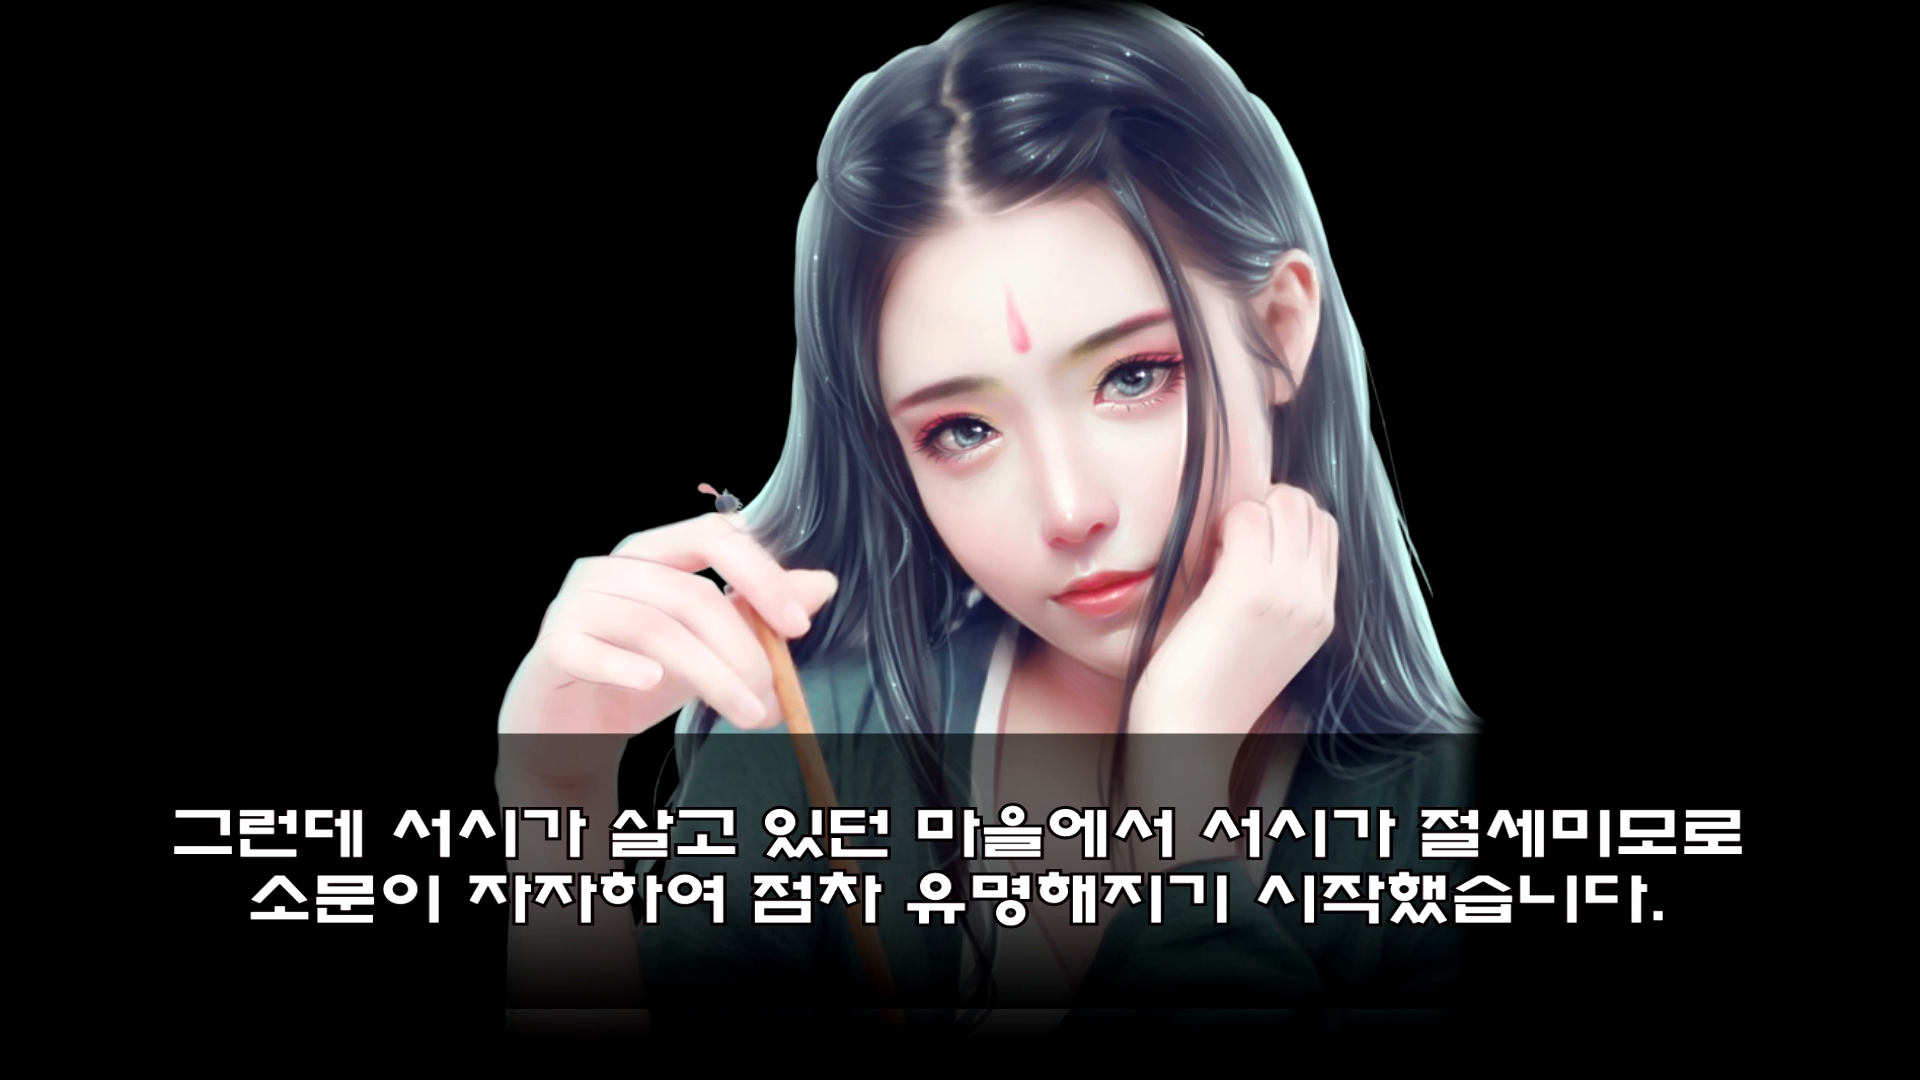 그런데 서시가 살고 있던 마을에서 서시가 절세미모로
소문이 자자하여 점차 유명해지기 시작했습니다.